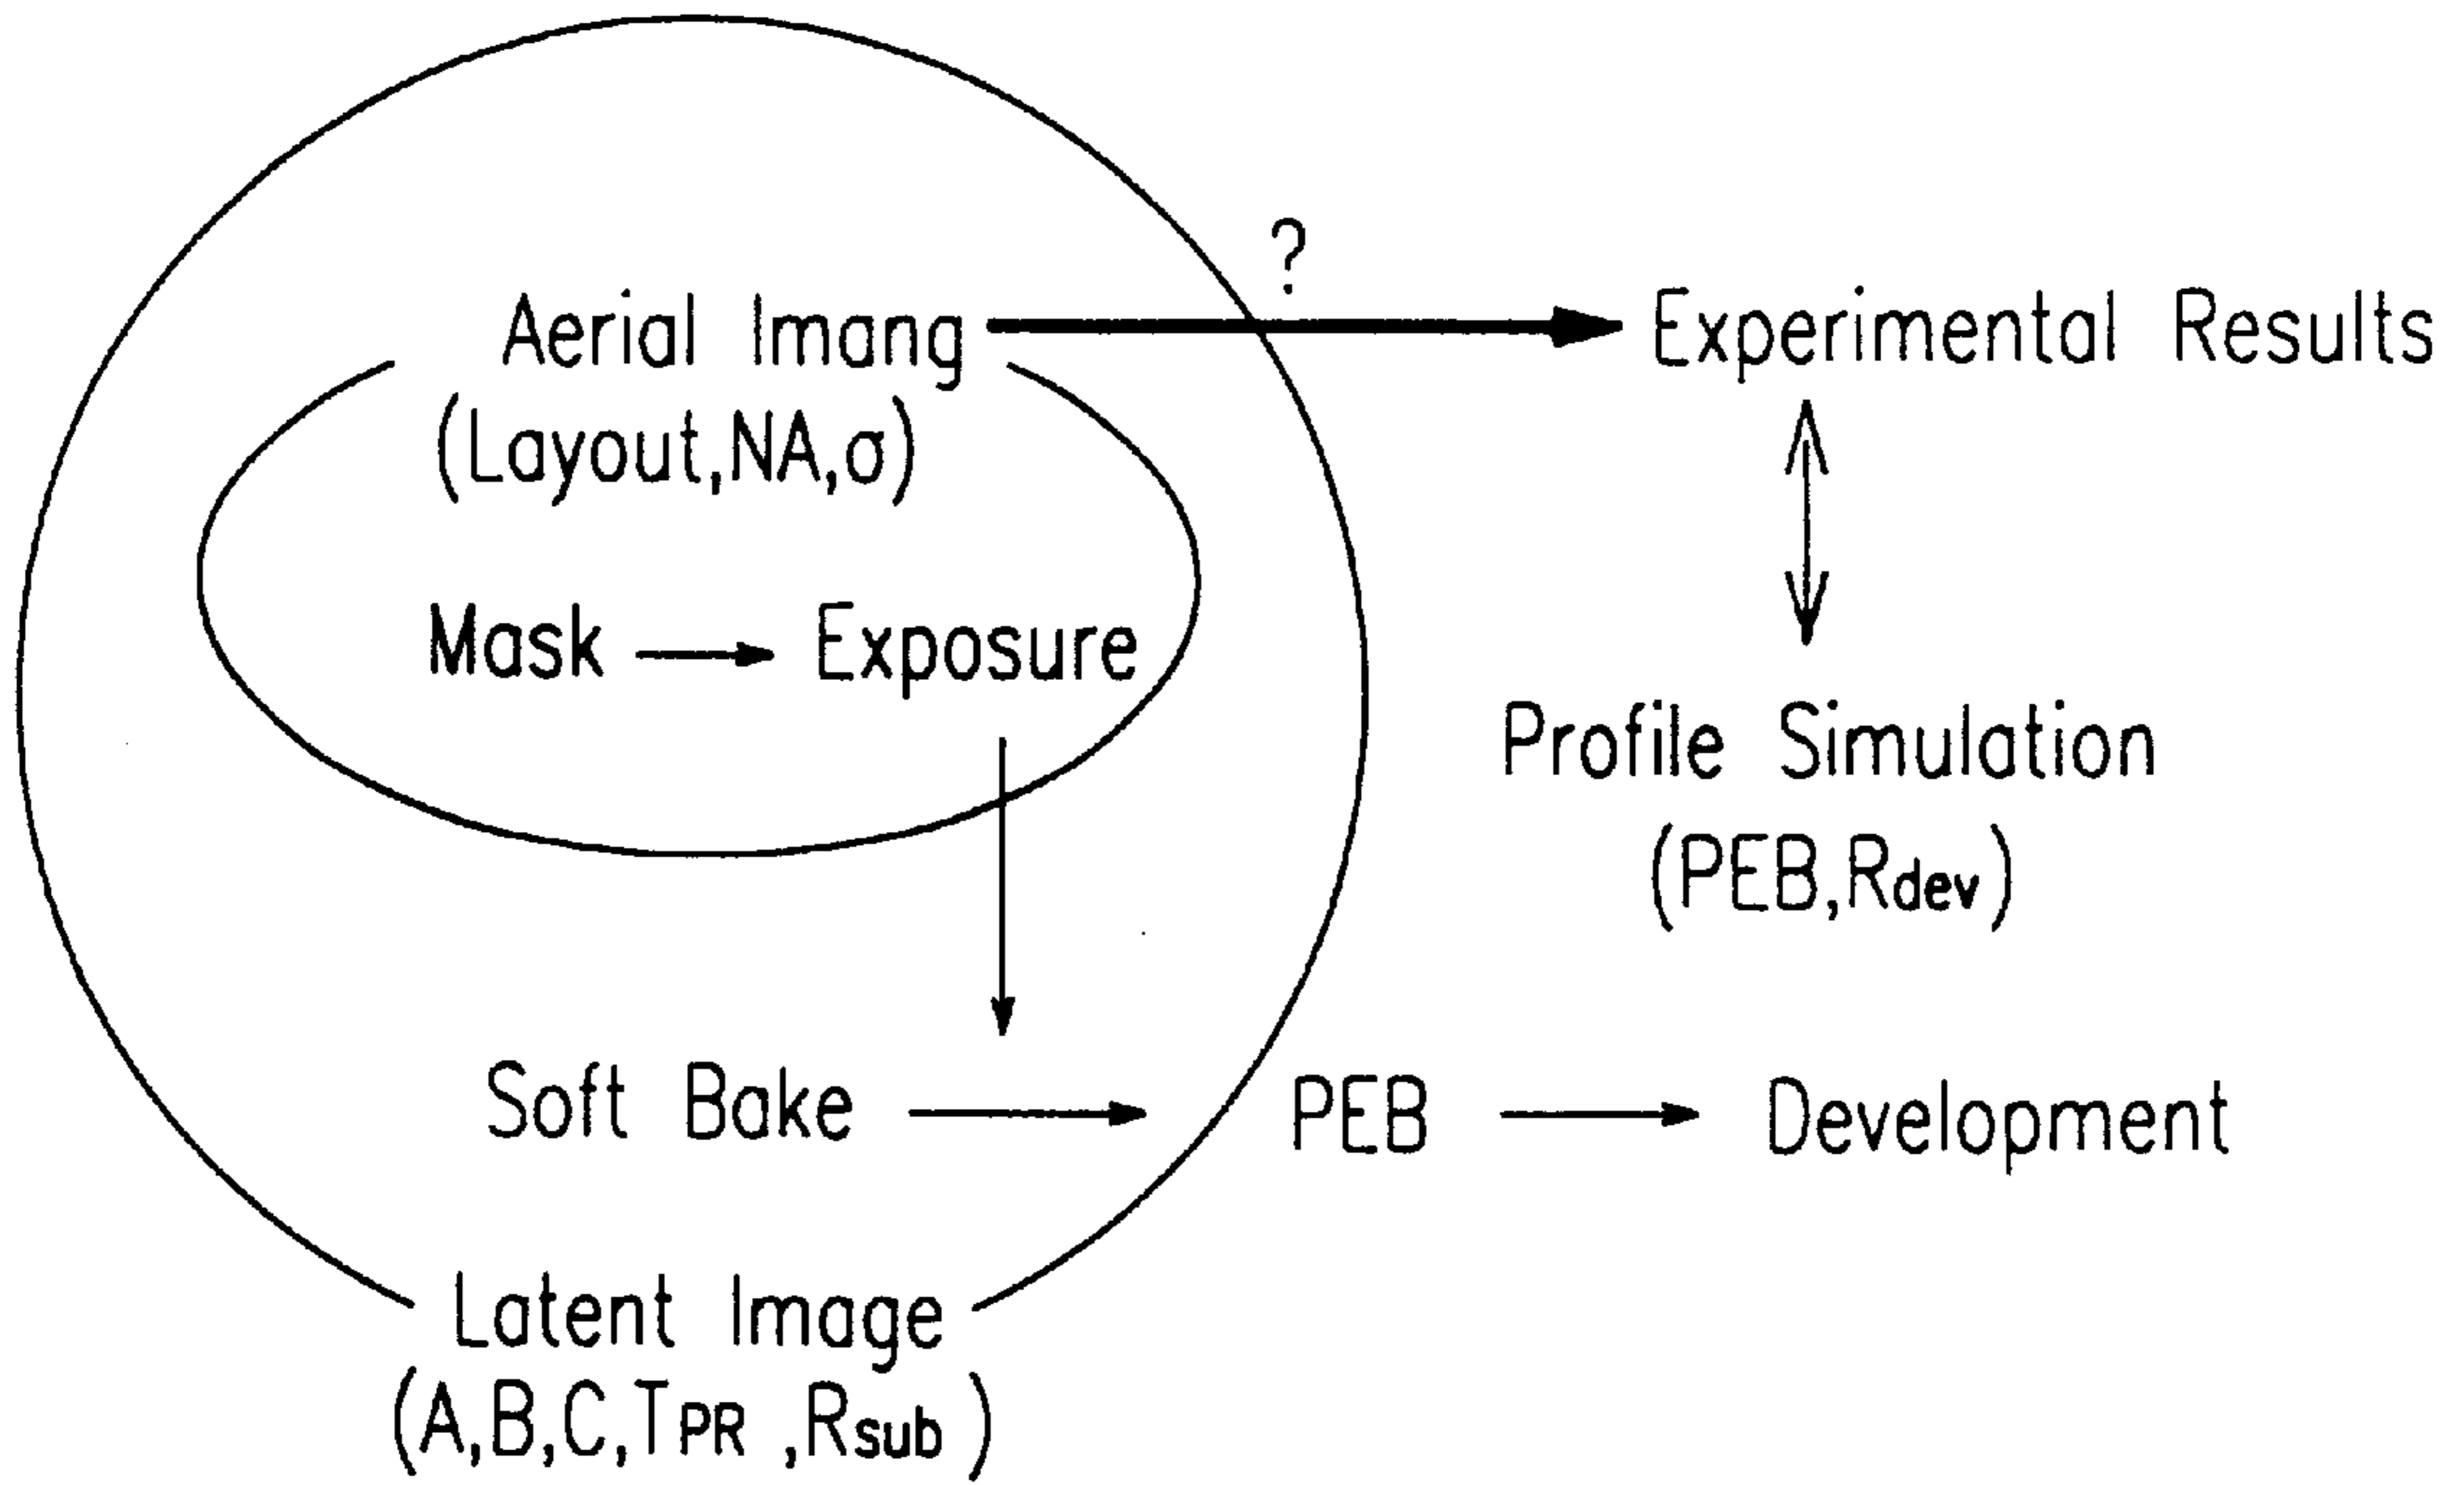 ?
Aerial Imang
Experimental Results
(Layout,NA,σ)
Mask
Exposure
Profile Simulation
(PEB,Rdev)
Soft Bake
PEB
Development
Latent Image
(A,B,C,TPR ,Rsub )